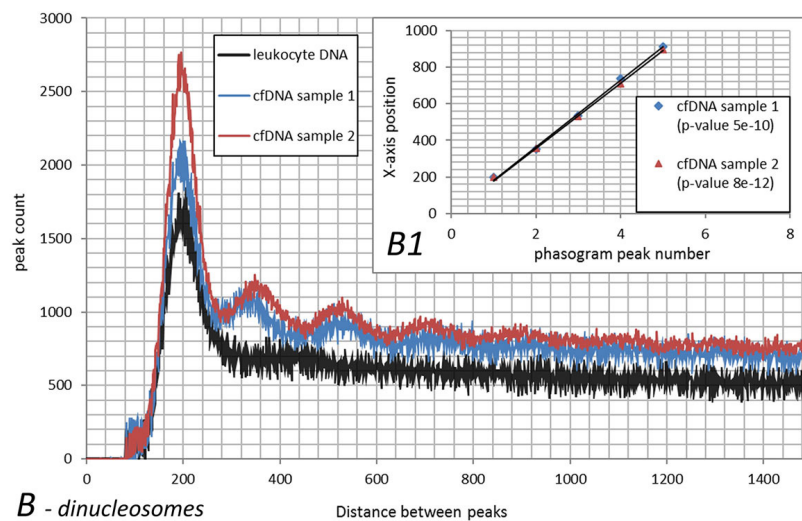 3000
2500
2000
1500
1000
500
0
peak count
leukocyte DNA
cfDNA sample 1
cfDNA sample 2
1000
800
600
400
200
0
X-axis position
cfDNA sample 1
(p-value 5e-10)
cfDNA sample 2
(p-value 8e-12)
0 2 4 6 8
B1
phasogram peak number
0 200 400 600 800 1000 1200 1400
B - dinucleosomes
Distance between peaks